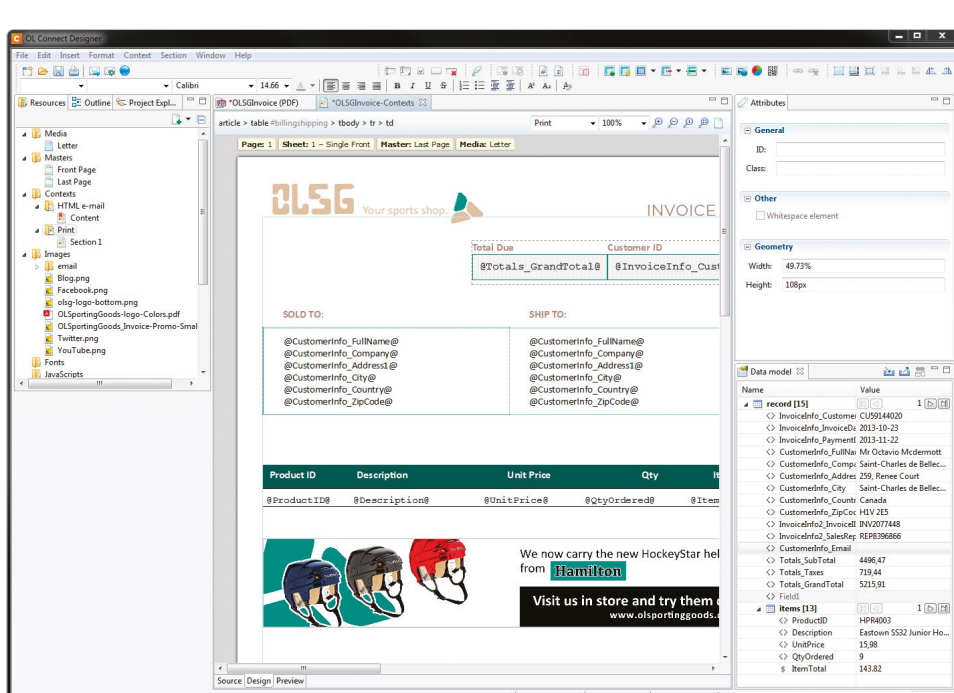 OL Connect Designer
File Edit Insert Format Context Section Window Help
Calibri 14.66 B I U S
Resources Outline Project Expl...
Media
Letter
Masters
Front Page
Last Page
Contexts
HTML e-mail
Content
Print
Section 1
Images
email
Blog.png
Facebook.png
olsg-logo-bottom.png
OLSportingGoods-logo-Colors.pdf
OLSportingGoods_Invoice-Promo-Smal
Twitter.png
YouTube.png
Fonts
JavaScripts
*OLSGInvoice (PDF) *OLSGInvoice-Contexts
article > table #billingshipping > tbody > tr > td Print 100%
Page: 1 Sheet: 1 – Single Front Master: Last Page Media: Letter
OLSG Your sports shop. INVOICE
Total Due Customer ID
@Totals_GrandTotal@ @InvoiceInfo_Cust
SOLD TO: SHIP TO:
@CustomerInfo_FullName@ @CustomerInfo_FullName@
@CustomerInfo_Company@ @CustomerInfo_Company@
@CustomerInfo_Address1@ @CustomerInfo_Address1@
@CustomerInfo_City@ @CustomerInfo_City@
@CustomerInfo_Country@ @CustomerInfo_Country@
@CustomerInfo_ZipCode@ @CustomerInfo_ZipCode@
Product ID Description Unit Price Qty It
@ProductID@ @Description@ @UnitPrice@ @QtyOrdered@ @Item
We now carry the new HockeyStar hel
from Hamilton
Visit us in store and try them
www.olsportinggoods.
Source Design Preview
Attributes
General
ID:
Class:
Other
Whitespace element
Geometry
Width: 49.73%
Height: 108px
Data model
Name Value
record [15] 1
InvoiceInfo_Customer CU59144020
InvoiceInfo_InvoiceDa 2013-10-23
InvoiceInfo_PaymentD 2013-11-22
CustomerInfo_FullNar Mr Octavio Mcdermott
CustomerInfo_Compa Saint-Charles de Bellec...
CustomerInfo_Addres 259, Renee Court
CustomerInfo_City Saint-Charles de Bellec...
CustomerInfo_Countr Canada
CustomerInfo_ZipCoc H1V 2E5
InvoiceInfo2_InvoiceII INV2077448
InvoiceInfo2_SalesRep REP8396866
CustomerInfo_Email
Totals_SubTotal 4496,47
Totals_Taxes 719,44
Totals_GrandTotal 5215,91
Field1
items [13] 1
ProductID HPR4003
Description Eastown SS32 Junior Ho...
UnitPrice 15,98
QtyOrdered 9
$ ItemTotal 143.82